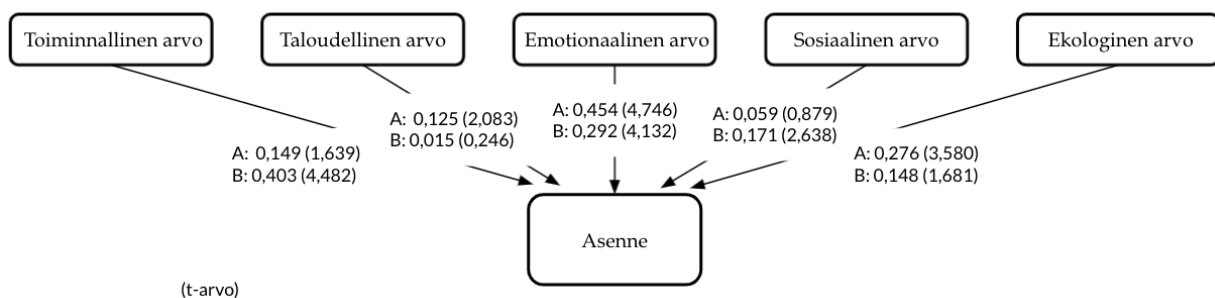 Toiminnallinen arvo
Taloudellinen arvo
Emotionaalinen arvo
Sosiaalinen arvo
Ekologinen arvo
A: 0,149 (1,639)
B: 0,403 (4,482)
A: 0,125 (2,083)
B: 0,015 (0,246)
A: 0,454 (4,746)
B: 0,292 (4,132)
A: 0,059 (0,879)
B: 0,171 (2,638)
A: 0,276 (3,580)
B: 0,148 (1,681)
Asenne
(t-arvo)